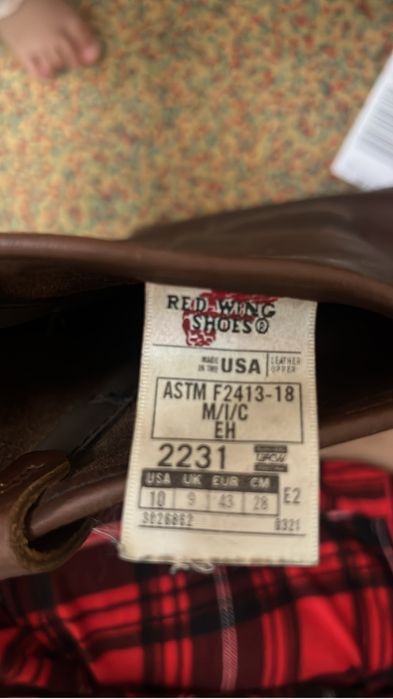 RED WING
SHOES®
MADE IN THE USA LEATHER UPPER
ASTM F2413-18
M/I/C
EH
2231 UFCW
USA UK EUR CM
10 9 43 28 E2
3026862 0321